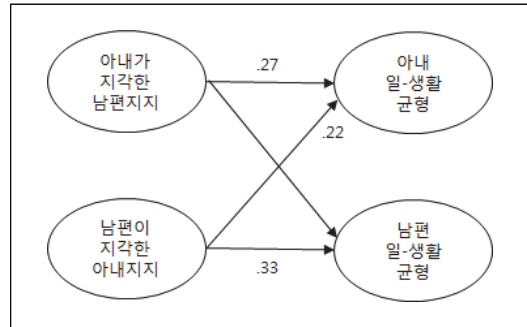 아내가
지각한
남편지지
.27
아내
일-생활
균형
.22
남편이
지각한
아내지지
.33
남편
일-생활
균형